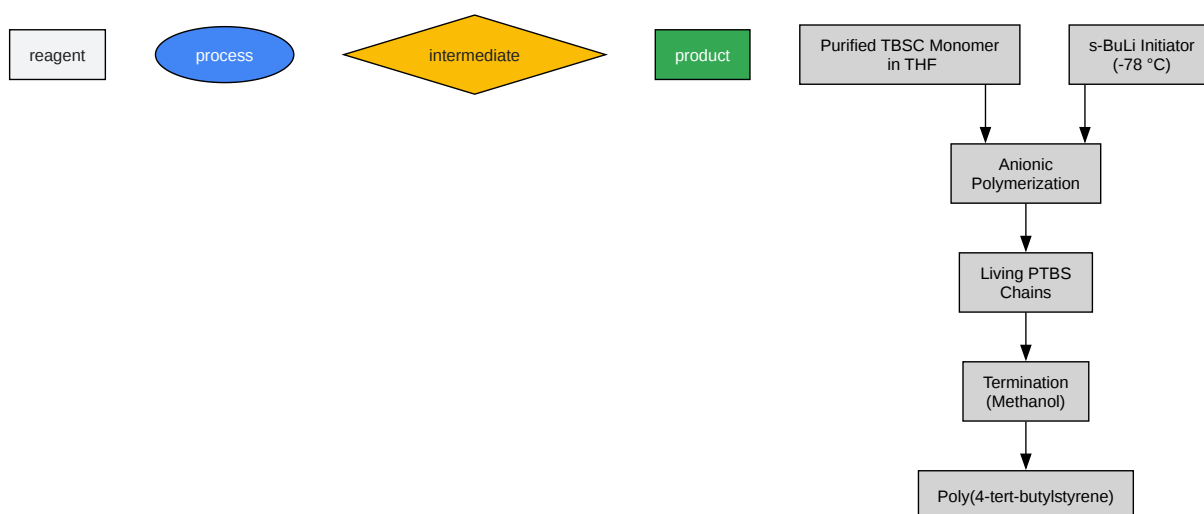 reagent
process
intermediate
product
Purified TBSC Monomer
in THF
s-BuLi Initiator
(-78 °C)
Anionic
Polymerization
Living PTBS
Chains
Termination
(Methanol)
Poly(4-tert-butylstyrene)